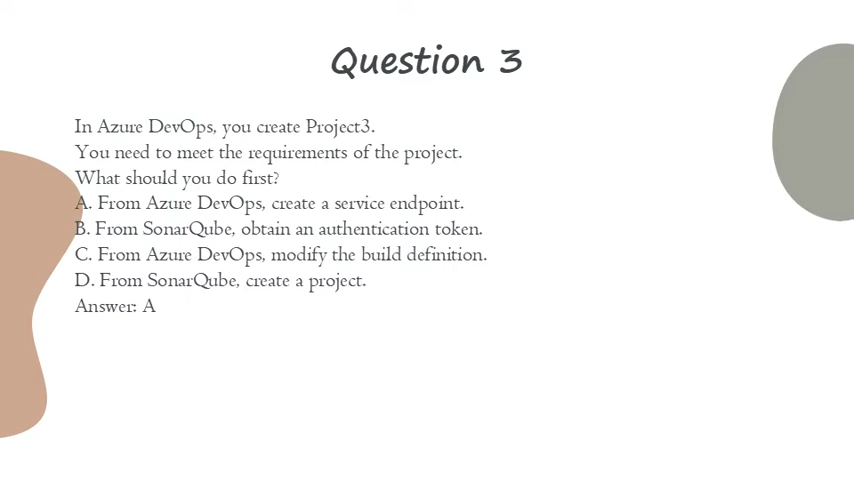 Question 3
In Azure DevOps, you create Project3.
You need to meet the requirements of the project.
What should you do first?
A. From Azure DevOps, create a service endpoint.
B. From SonarQube, obtain an authentication token.
C. From Azure DevOps, modify the build definition.
D. From SonarQube, create a project.
Answer: A